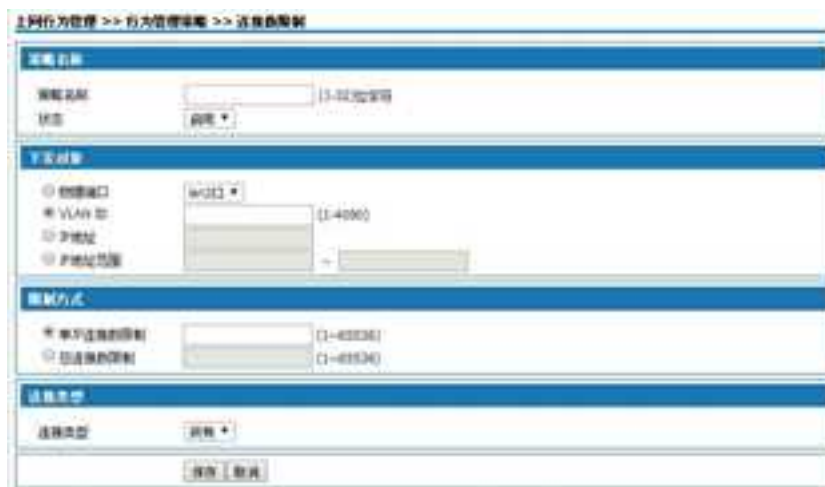 上网行为管理 >> 行为管理策略 >> 连接数限制
策略名称
策略名称 [1-32]位字符
状态 启用
下发对象
物理端口
VLAN ID [1-4090]
IP地址
IP地址范围 ~
限制方式
单IP连接数限制 [1-65536]
总连接数限制 [1-65536]
连接类型
连接类型 所有
保存 取消